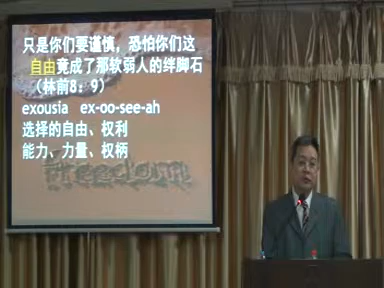 只是你们要谨慎，恐怕你们这
自由竟成了那软弱人的绊脚石
（林前8：9）
exousia ex-oo-see-ah
选择的自由、权利
能力、力量、权柄
Freedom